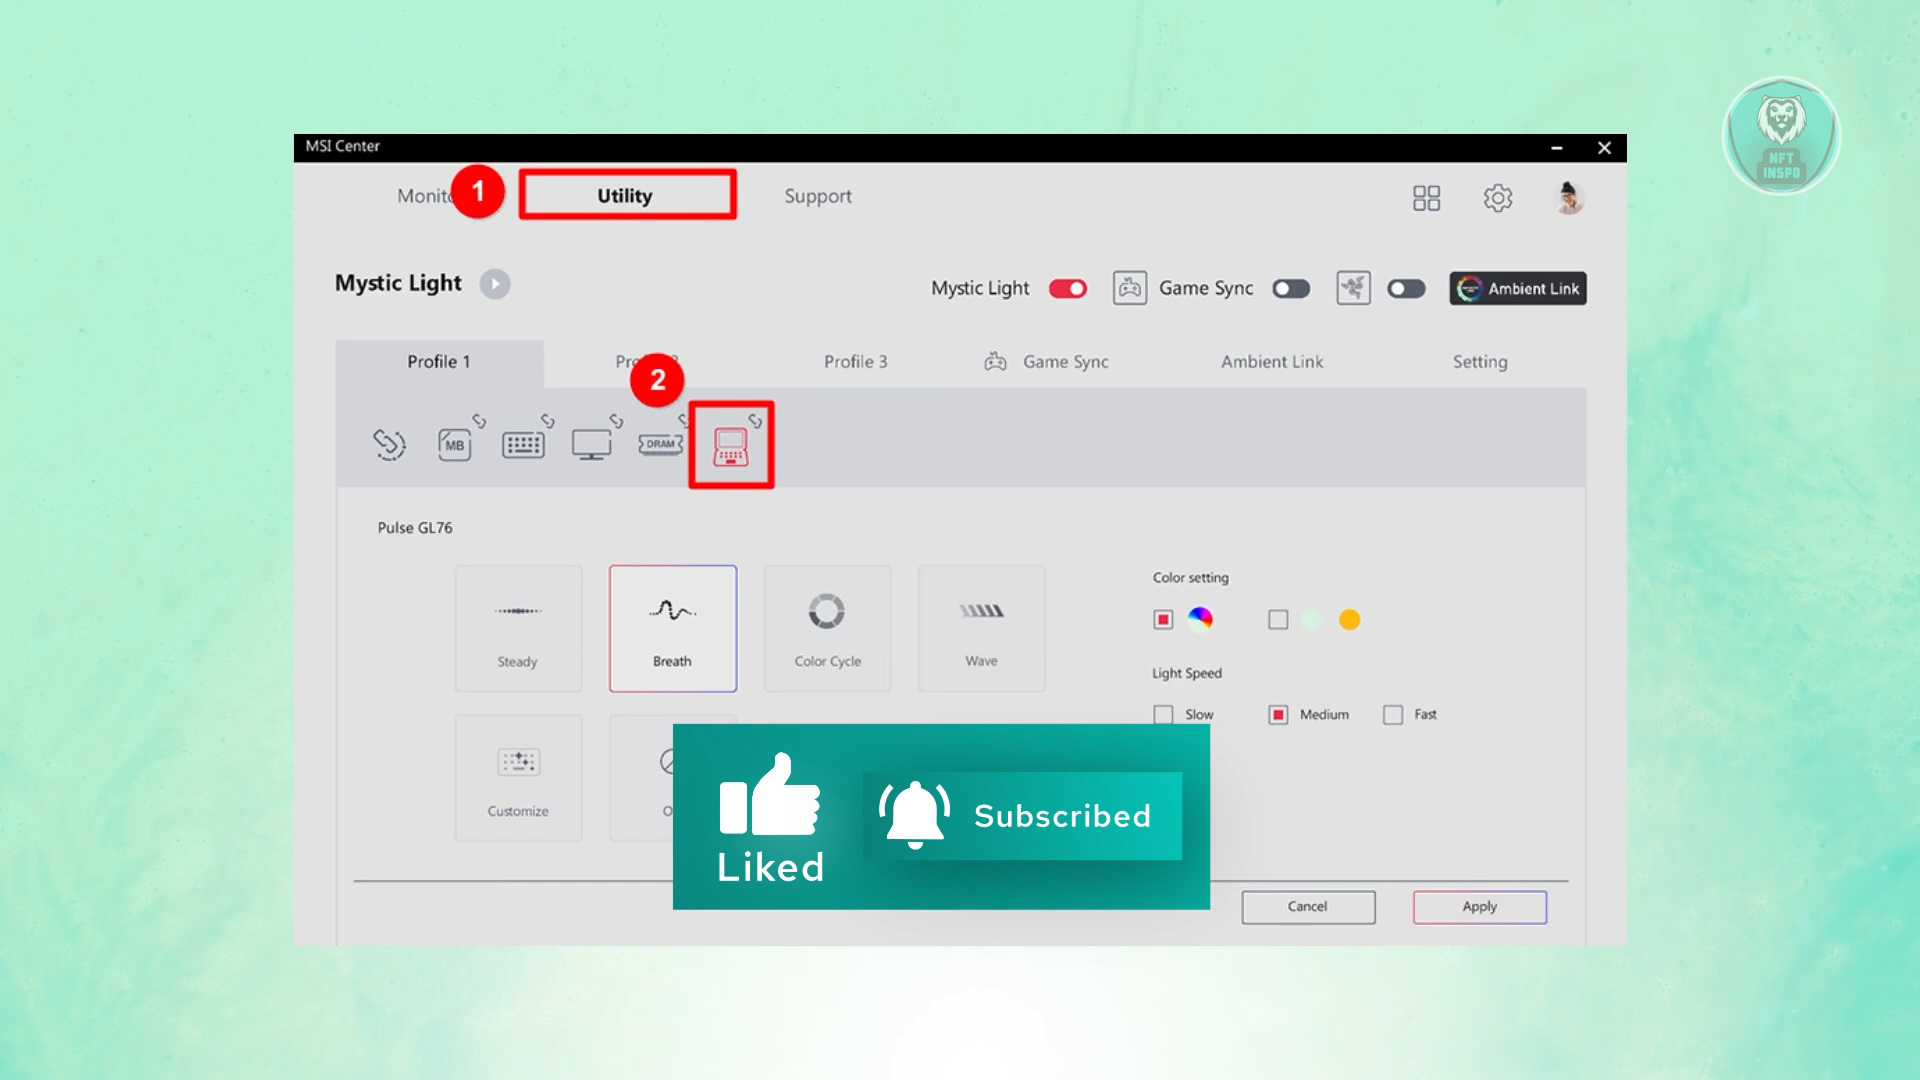 MSI Center
1
Utility
Support
NFT
INSPO
Mystic Light
Mystic Light
Game Sync
Ambient Link
Profile 1
2
Profile 3
Game Sync
Ambient Link
Setting
MB
DRAM
Pulse GL76
Steady
Breath
Color Cycle
Wave
Color setting
Light Speed
Slow
Medium
Fast
Customize
Liked
Subscribed
Cancel
Apply